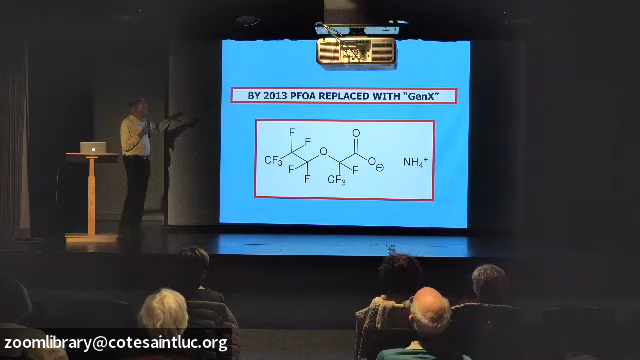 BY 2013 PFOA REPLACED WITH “GenX”
F
F
O
CF₃
O
O
⊖
NH₄⁺
F
F
F
CF₃
zoomlibrary@cotesaintluc.org